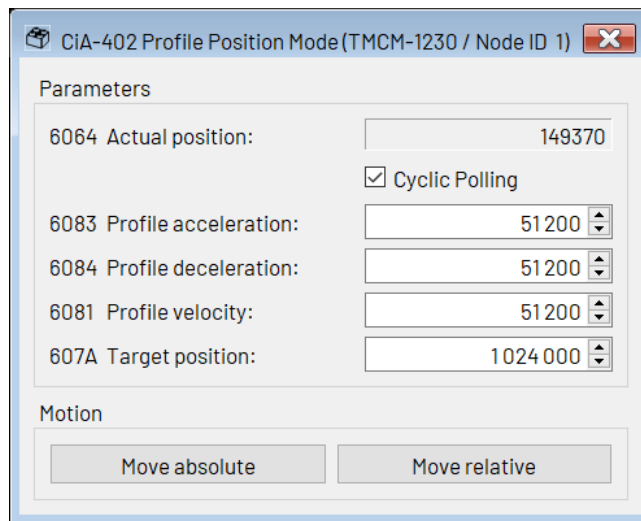 CiA-402 Profile Position Mode (TMCM-1230 / Node ID 1)
Parameters
6064 Actual position: 149370
Cyclic Polling
6083 Profile acceleration: 51200
6084 Profile deceleration: 51200
6081 Profile velocity: 51200
607A Target position: 1024000
Motion
Move absolute Move relative